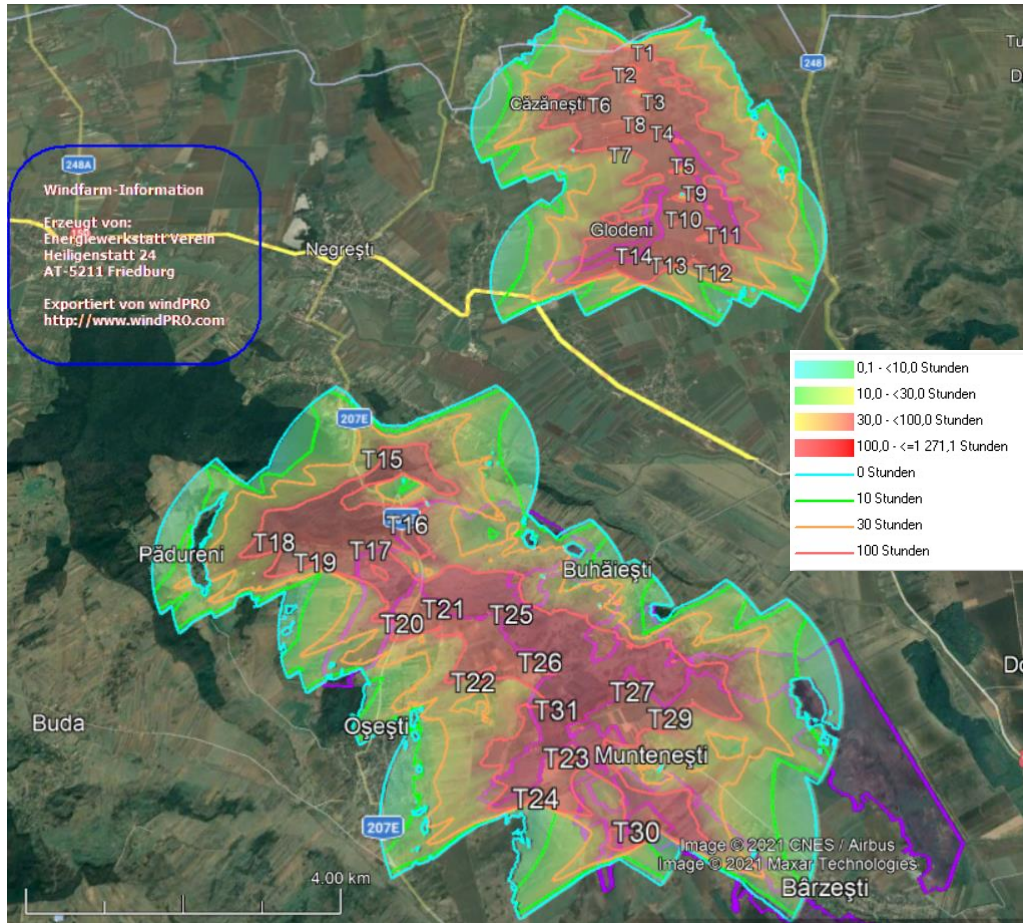 T1
T2
Căzănești
T6
T3
T8
T4
T7
T5
T9
T10
Glodeni
T11
T14
T13
T12
248
248A
Windfarm-Information
Erzeugt von:
Energiewerkstatt Verein
Heiligenstatt 24
AT-5211 Friedburg
Exportiert von windPRO
http://www.windPRO.com
Negrești
0,1 - <10,0 Stunden
10,0 - <30,0 Stunden
30,0 - <100,0 Stunden
100,0 - <=1 271,1 Stunden
0 Stunden
10 Stunden
30 Stunden
100 Stunden
207E
T15
T16
T18
T17
T19
Pădureni
Buhăiești
T21
T25
T20
T26
T22
T27
T31
T29
Buda
Oșești
T23
Muntenești
T24
207E
T30
Image © 2021 CNES / Airbus
Image © 2021 Maxar Technologies
Bârzești
4.00 km